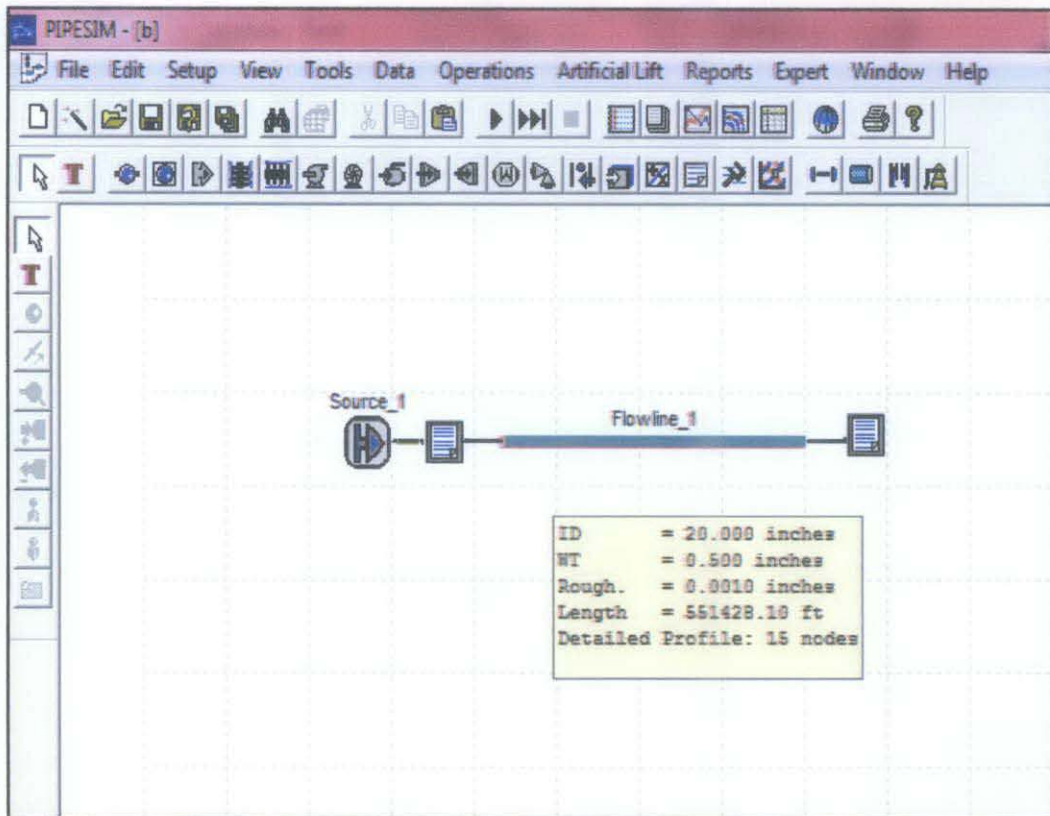 PIPESIM - [b]
File Edit Setup View Tools Data Operations Artificial Lift Reports Expert Window Help
T
T
Source_1
Flowline_1
ID = 20.000 inches
WT = 0.500 inches
Rough. = 0.0010 inches
Length = 551428.10 ft
Detailed Profile: 15 nodes